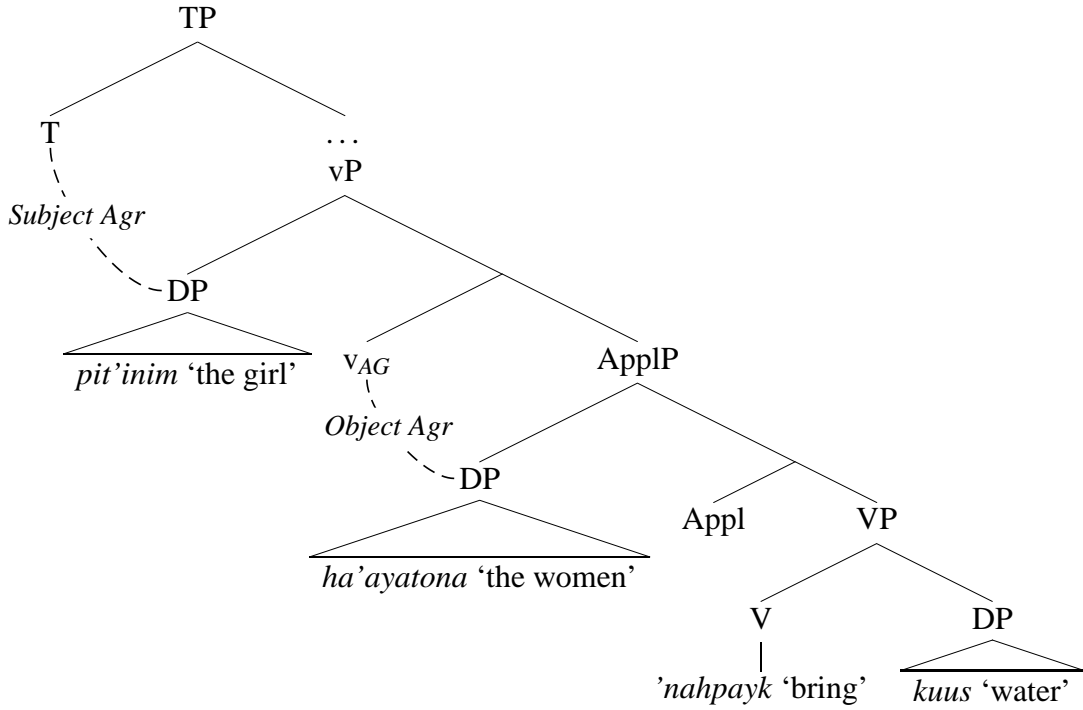 TP
T
...
vP
Subject Agr
DP
pit’inim ‘the girl’
vAG
ApplP
Object Agr
DP
Appl
VP
ha’ayatona ‘the women’
V
DP
’nahpayk ‘bring’
kuus ‘water’